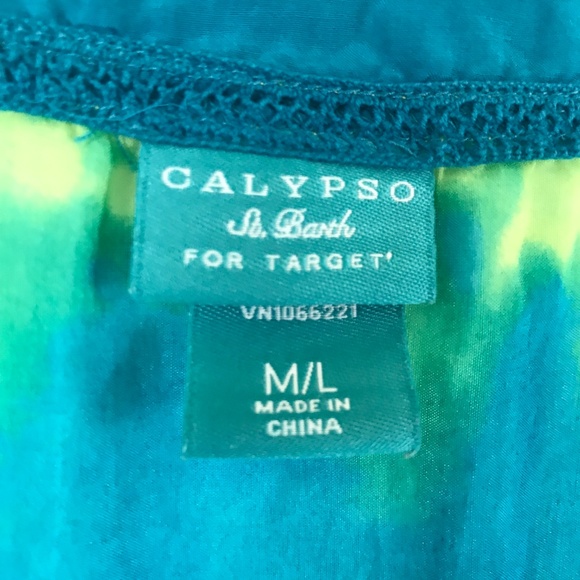 CALYPSO
St. Barth
FOR TARGET'
VN1066221
M/L
MADE IN
CHINA